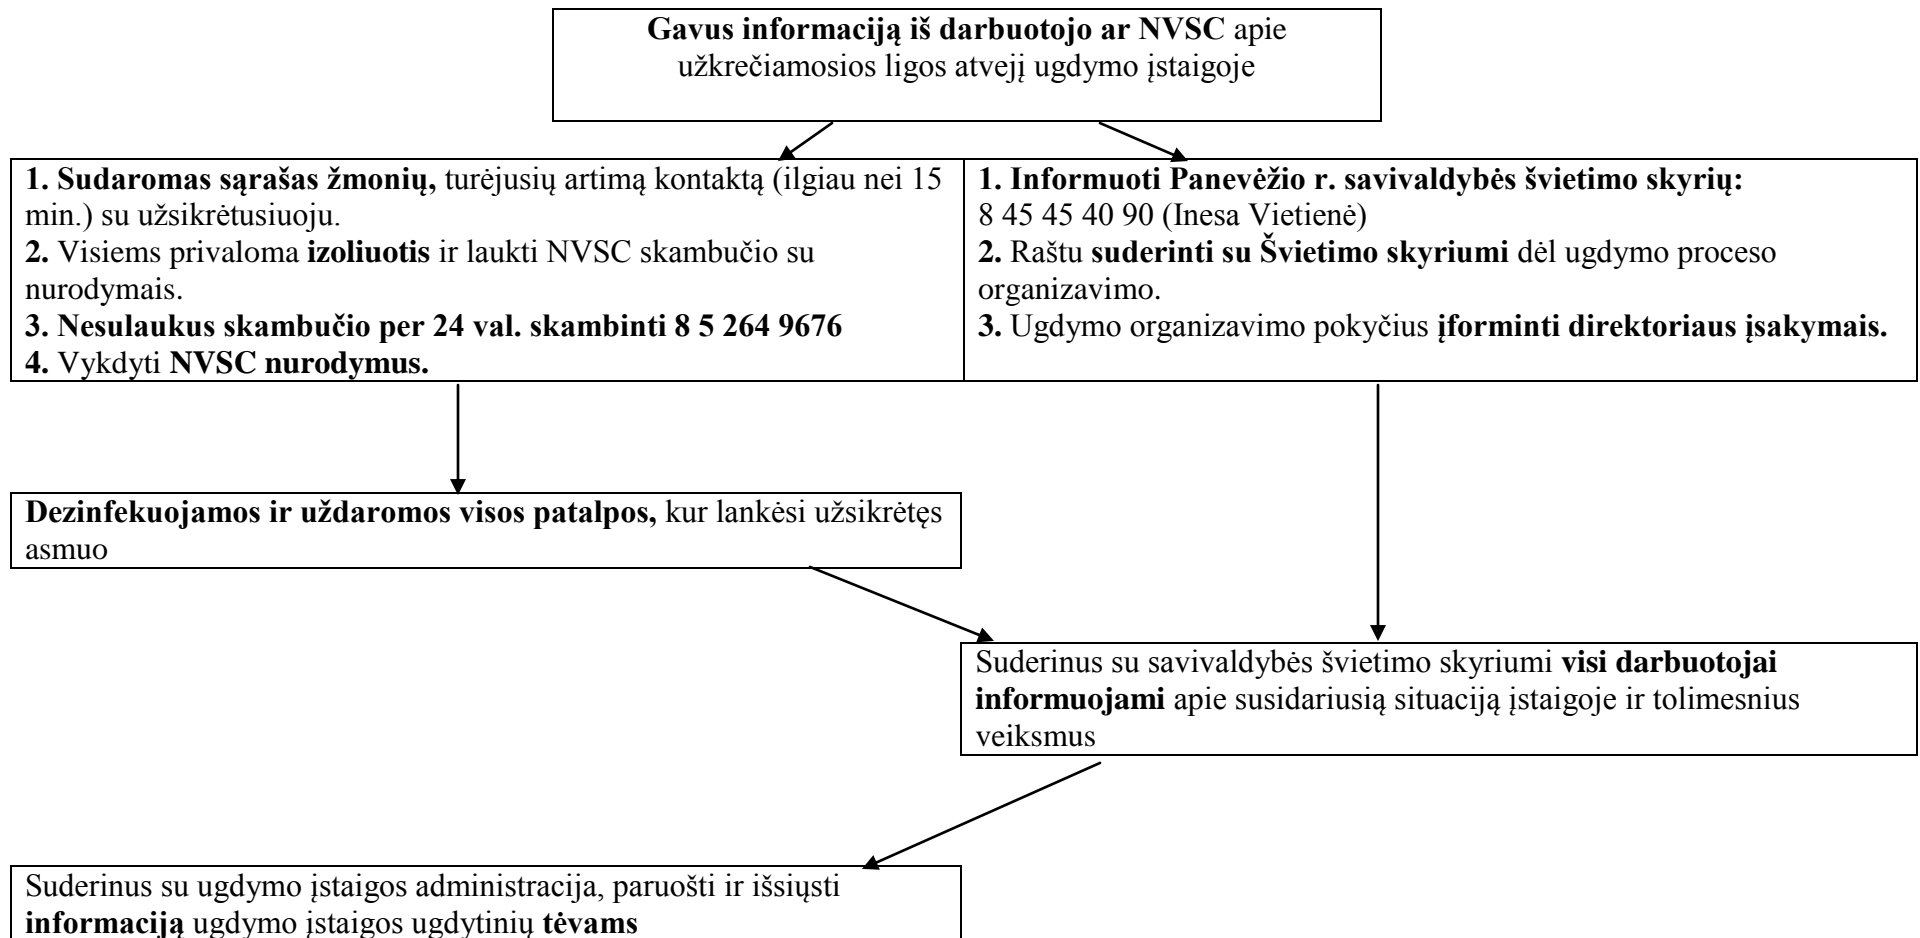 Gavus informaciją iš darbuotojo ar NVSC apie
užkrečiamosios ligos atvejį ugdymo įstaigoje
1. Sudaromas sąrašas žmonių, turėjusių artimą kontaktą (ilgiau nei 15
min.) su užsikrėtusiuoju.
2. Visiems privaloma izoliuotis ir laukti NVSC skambučio su
nurodymais.
3. Nesulaukus skambučio per 24 val. skambinti 8 5 264 9676
4. Vykdyti NVSC nurodymus.
1. Informuoti Panevėžio r. savivaldybės švietimo skyrių:
8 45 45 40 90 (Inesa Vietienė)
2. Raštu suderinti su Švietimo skyriumi dėl ugdymo proceso
organizavimo.
3. Ugdymo organizavimo pokyčius įforminti direktoriaus įsakymais.
Dezinfekuojamos ir uždaromos visos patalpos, kur lankėsi užsikrėtęs
asmuo
Suderinus su savivaldybės švietimo skyriumi visi darbuotojai
informuojami apie susidariusią situaciją įstaigoje ir tolimesnius
veiksmus
Suderinus su ugdymo įstaigos administracija, paruošti ir išsiųsti
informaciją ugdymo įstaigos ugdytinių tėvams